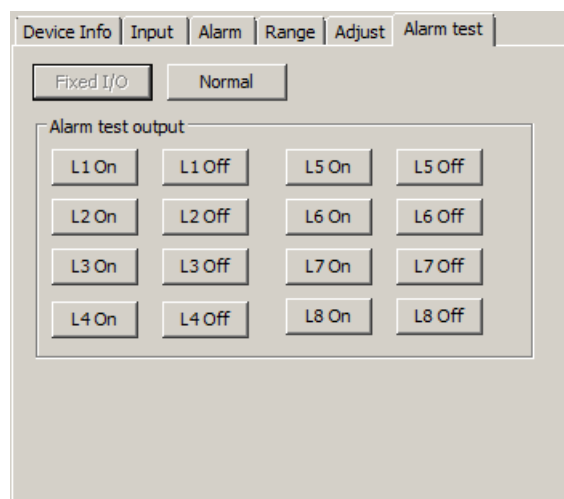 Device Info Input Alarm Range Adjust Alarm test
Fixed I/O Normal
Alarm test output
L1 On L1 Off L5 On L5 Off
L2 On L2 Off L6 On L6 Off
L3 On L3 Off L7 On L7 Off
L4 On L4 Off L8 On L8 Off